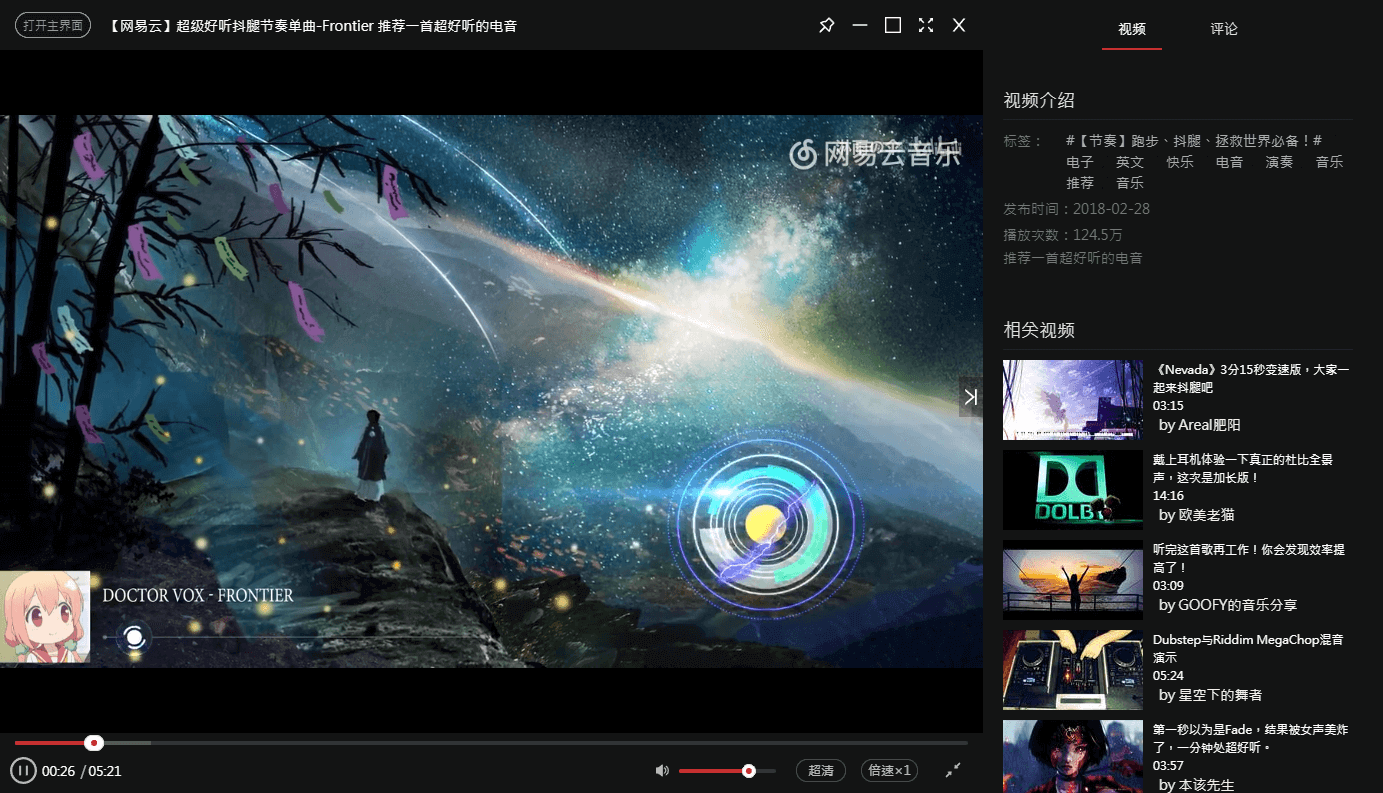 打开主界面
【网易云】超级好听抖腿节奏单曲-Frontier 推荐一首超好听的电音
视频
评论
网易云音乐
DOCTOR VOX - FRONTIER
00:26 / 05:21
超清
倍速×1
视频介绍
标签：
#【节奏】跑步、抖腿、拯救世界必备！#
电子 英文 快乐 电音 演奏 音乐
推荐 音乐
发布时间：2018-02-28
播放次数：124.5万
推荐一首超好听的电音
相关视频
《Nevada》3分15秒变速版，大家一
起来抖腿吧
03:15
by Areal肥阳
DOLB
戴上耳机体验一下真正的杜比全景
声，这次是加长版！
14:16
by 欧美老猫
听完这首歌再工作！你会发现效率提
高了！
03:09
by GOOFY的音乐分享
Dubstep与Riddim MegaChop混音
演示
05:24
by 星空下的舞者
第一秒以为是Fade，结果被女声美炸
了，一分钟处超好听。
03:57
by 本该先生